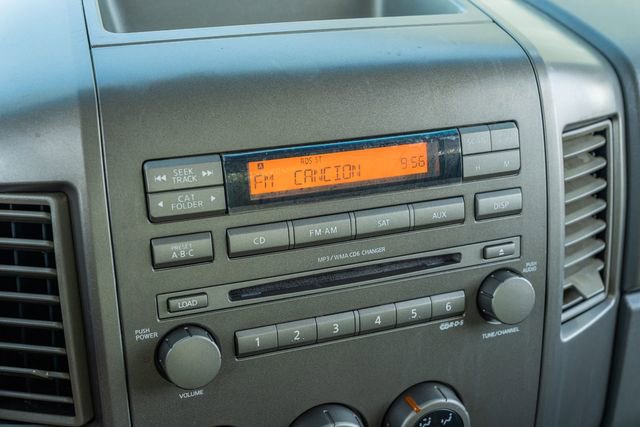 SEEK
TRACK
CAT
FOLDER
A RDS ST
FM CANCION 9:56
H M
PRESET
A·B·C
CD FM·AM SAT AUX DISP
MP3/WMA CD6 CHANGER
LOAD
PUSH
AUDIO
1 2 3 4 5 6
PUSH
POWER
VOLUME
TUNE/CHANNEL